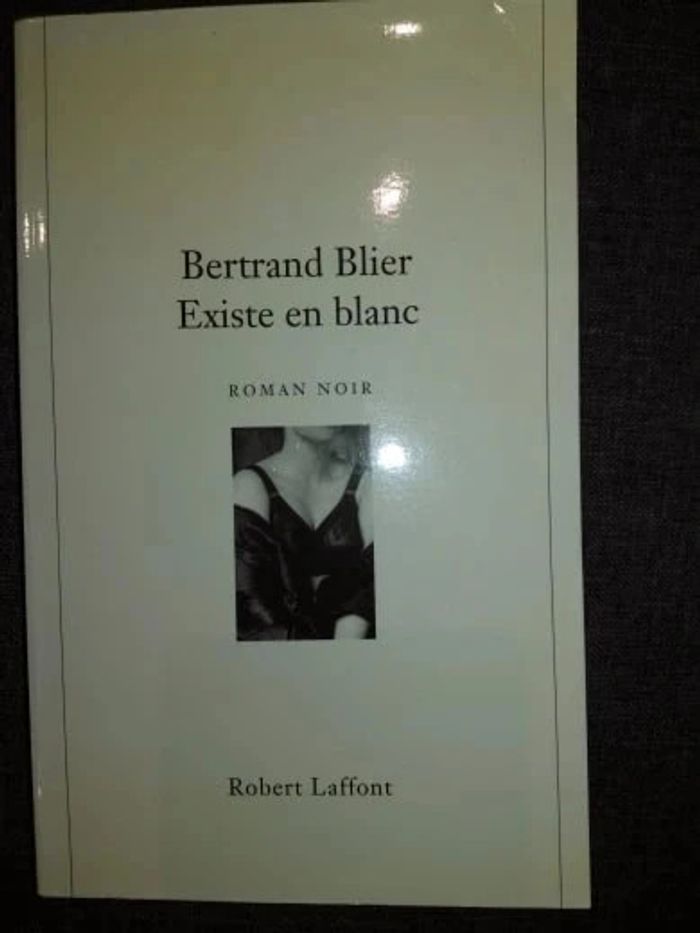 Bertrand Blier
Existe en blanc
ROMAN NOIR
Robert Laffont